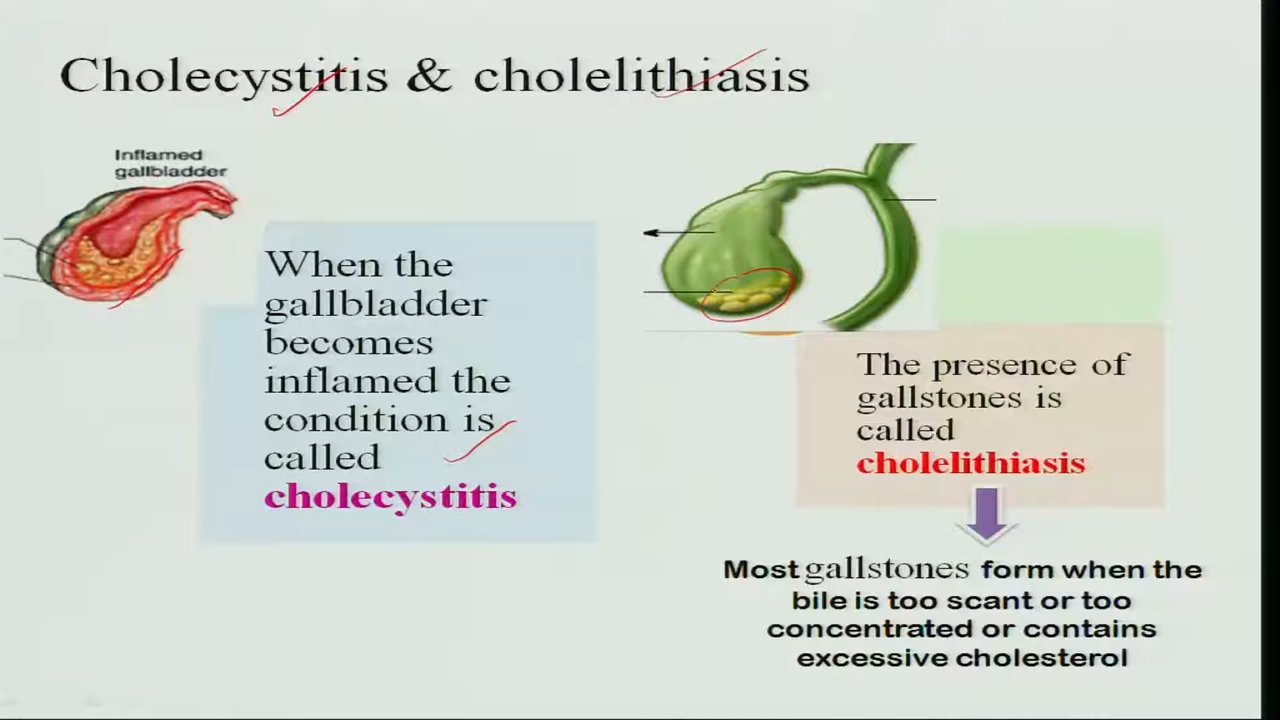 Cholecystitis & cholelithiasis
Inflamed
gallbladder
When the
gallbladder
becomes
inflamed the
condition is
called
cholecystitis
The presence of
gallstones is
called
cholelithiasis
Most gallstones form when the
bile is too scant or too
concentrated or contains
excessive cholesterol